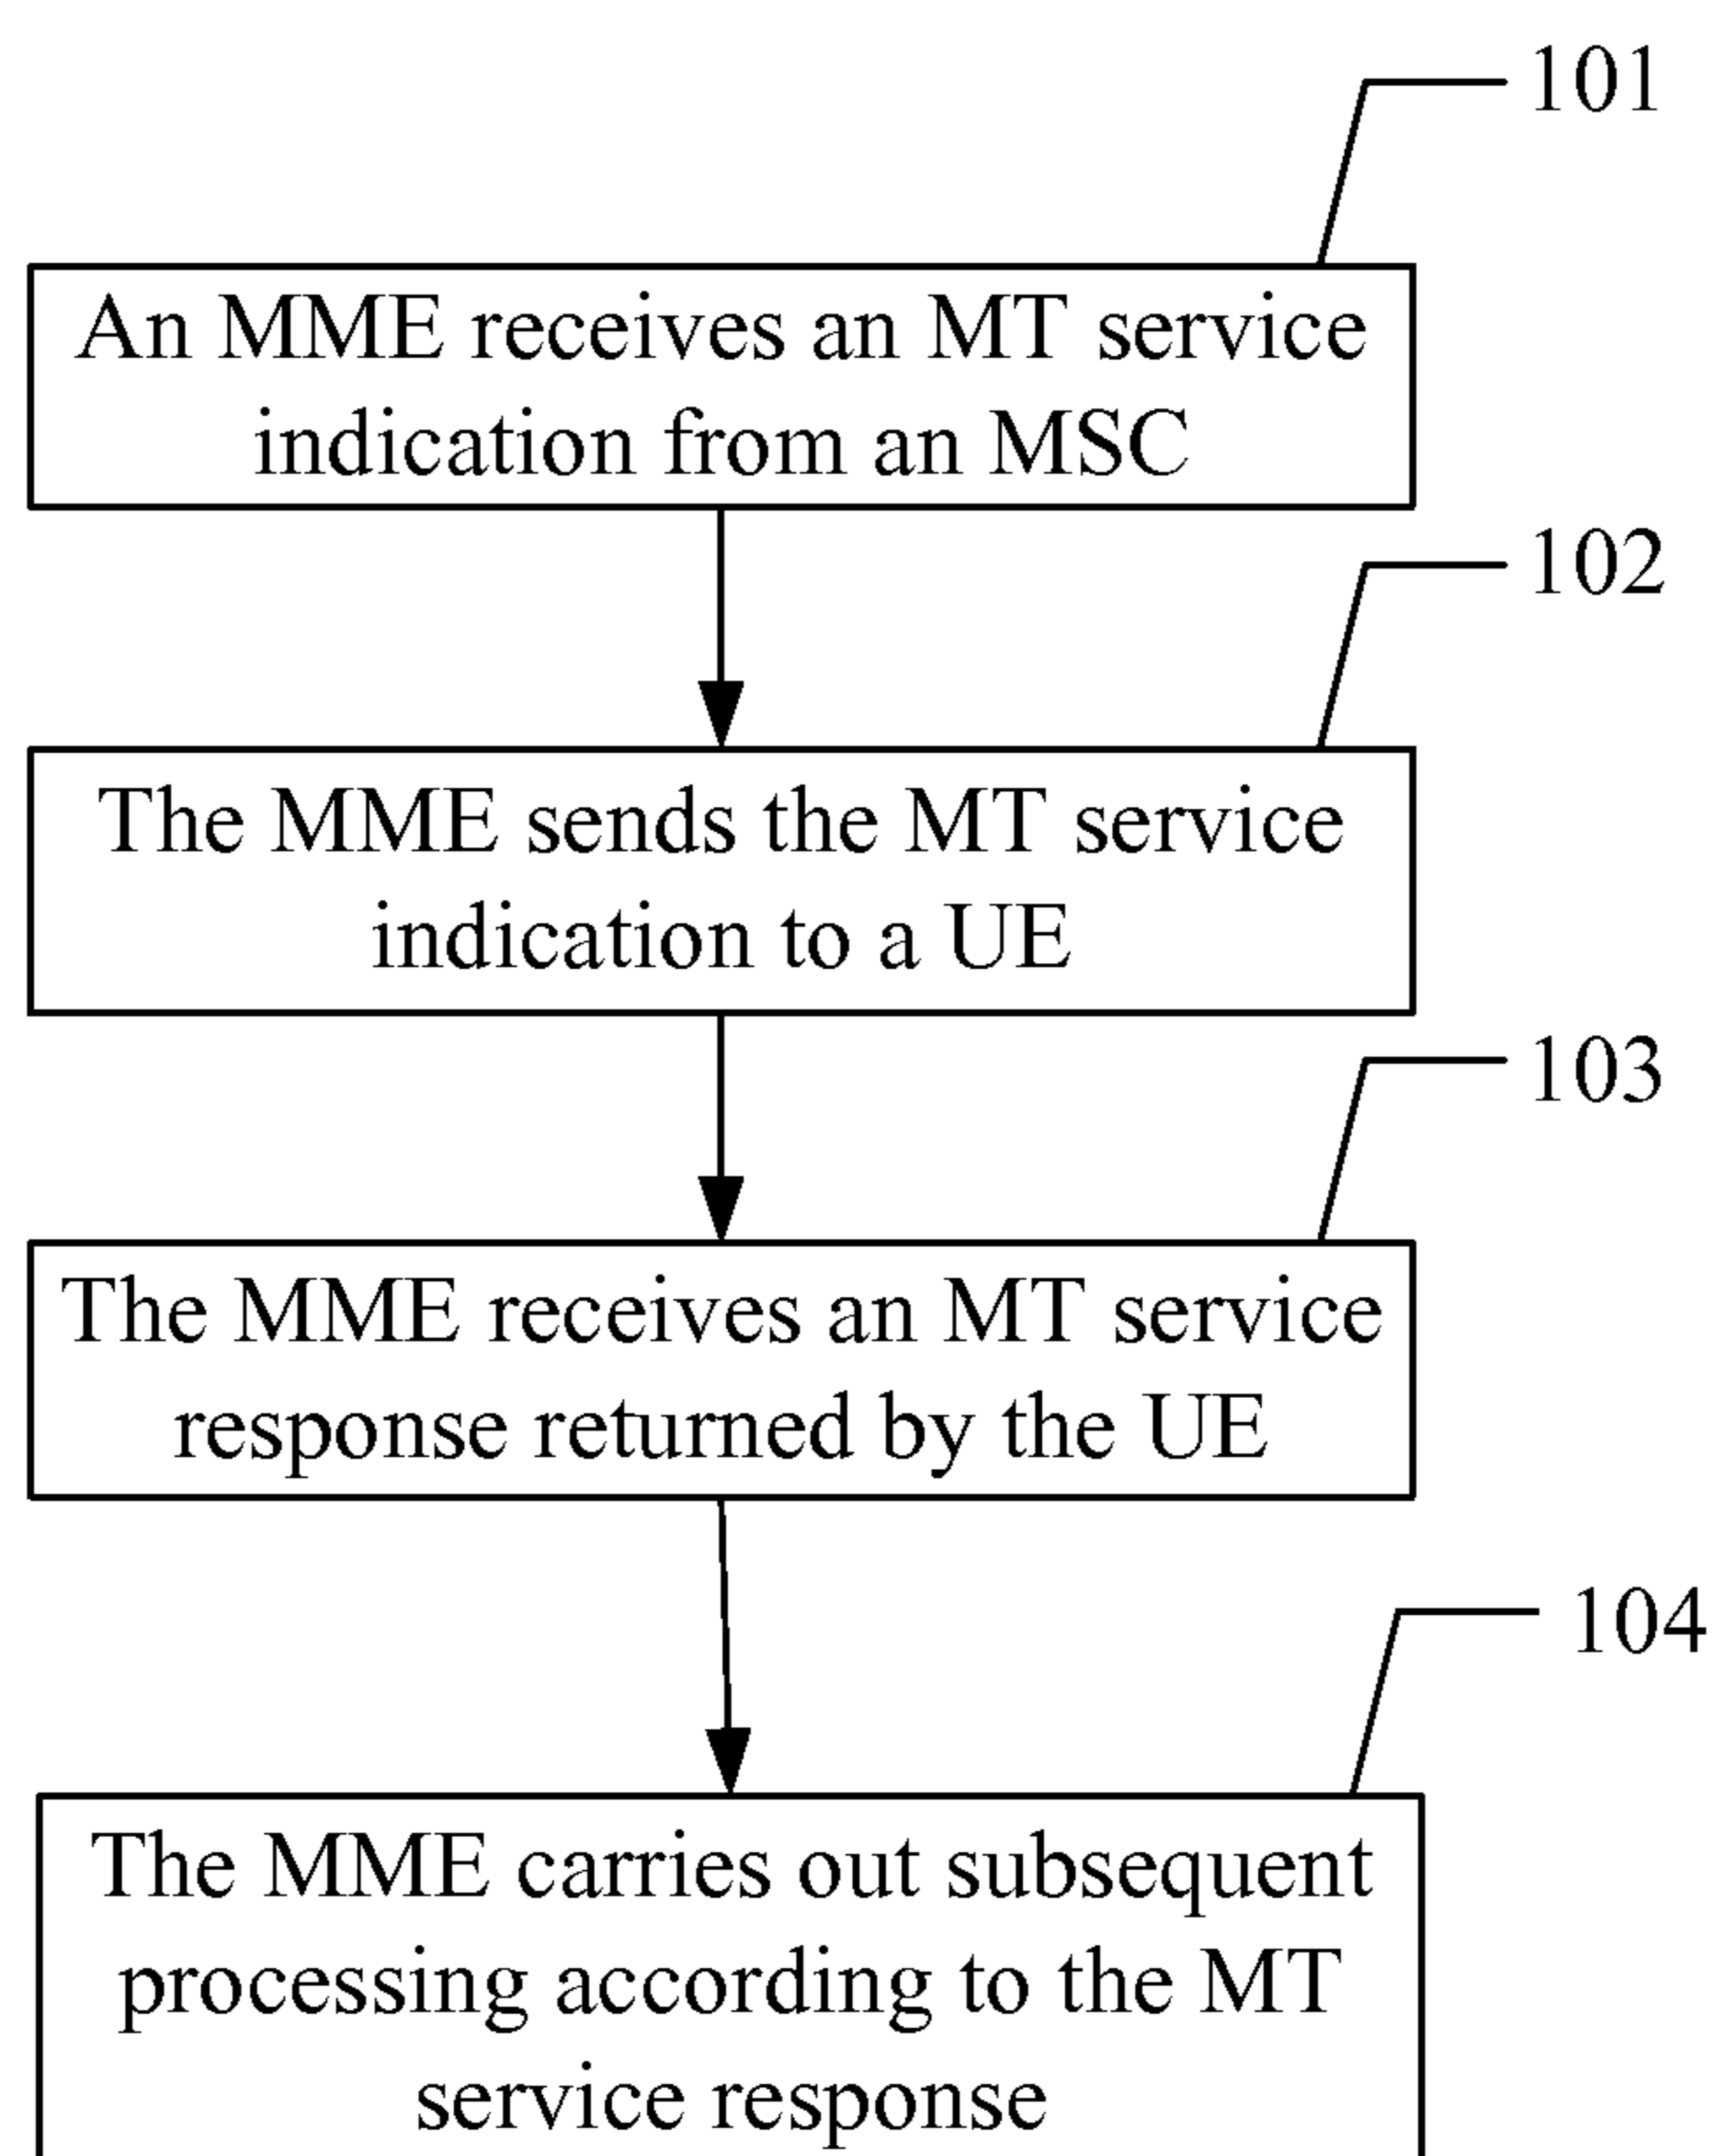 101
An MME receives an MT service
indication from an MSC
102
The MME sends the MT service
indication to a UE
103
The MME receives an MT service
response returned by the UE
104
The MME carries out subsequent
processing according to the MT
service response